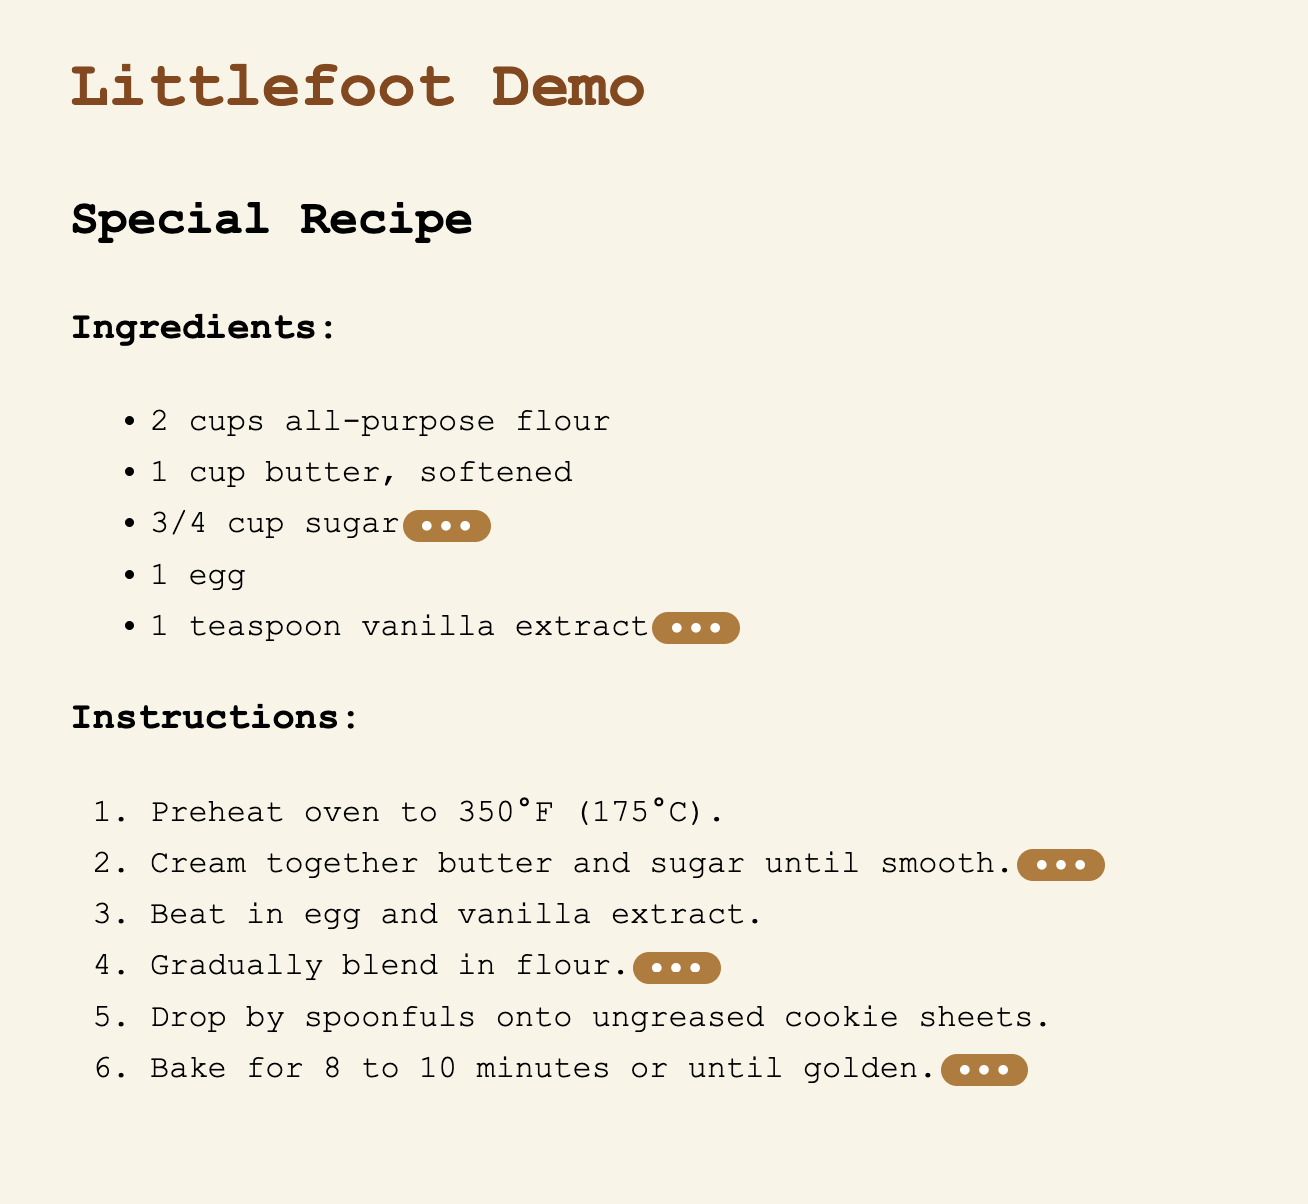 Littlefoot Demo
Special Recipe
Ingredients:
• 2 cups all-purpose flour
• 1 cup butter, softened
• 3/4 cup sugar
• 1 egg
• 1 teaspoon vanilla extract
Instructions:
1. Preheat oven to 350°F (175°C).
2. Cream together butter and sugar until smooth.
3. Beat in egg and vanilla extract.
4. Gradually blend in flour.
5. Drop by spoonfuls onto ungreased cookie sheets.
6. Bake for 8 to 10 minutes or until golden.